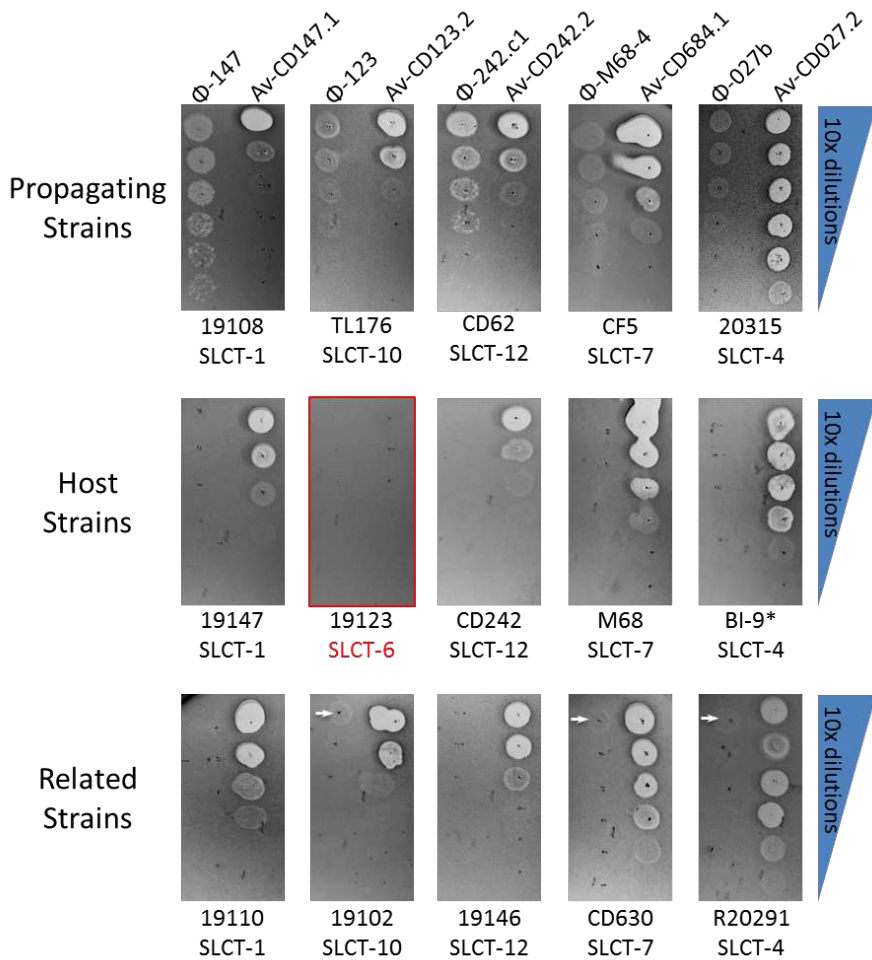 Φ-147
Av-CD147.1
Φ-123
Av-CD123.2
Φ-242.c1
Av-CD242.2
Φ-M68-4
Av-CD684.1
Φ-027b
Av-CD027.2
Propagating
Strains
10x dilutions
19108
SLCT-1
TL176
SLCT-10
CD62
SLCT-12
CF5
SLCT-7
20315
SLCT-4
Host
Strains
10x dilutions
19147
SLCT-1
19123
SLCT-6
CD242
SLCT-12
M68
SLCT-7
BI-9*
SLCT-4
Related
Strains
10x dilutions
19110
SLCT-1
19102
SLCT-10
19146
SLCT-12
CD630
SLCT-7
R20291
SLCT-4